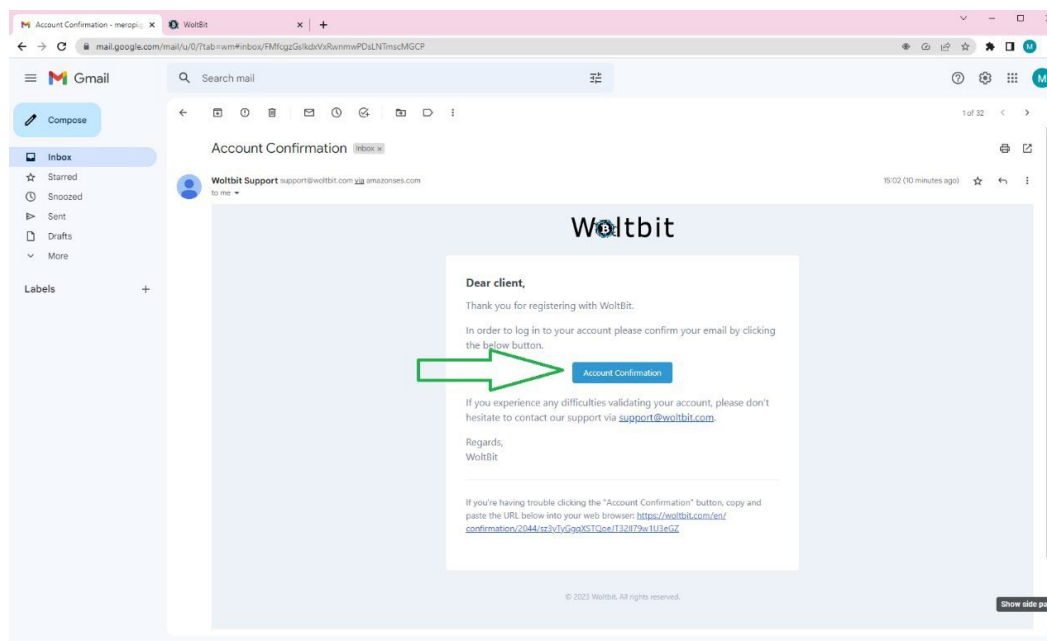 Account Confirmation - meropi.c
WoltBit
mail.google.com/mail/u/0/?tab=wm#inbox/FMfcgzGslkdxVxRwnmwPDsLNTmscMGCP
M
Gmail
Search mail
M
Compose
1 of 32
Inbox
Starred
Snoozed
Sent
Drafts
More
Labels
Account Confirmation Inbox x
Woltbit Support support@woltbit.com via amazonses.com
15:02 (10 minutes ago)
to me
Woltbit
Dear client,
Thank you for registering with WoltBit.
In order to log in to your account please confirm your email by clicking
the below button.
Account Confirmation
If you experience any difficulties validating your account, please don't
hesitate to contact our support via support@woltbit.com.
Regards,
WoltBit
If you're having trouble clicking the "Account Confirmation" button, copy and
paste the URL below into your web browser: https://woltbit.com/en/
© 2023 Woltbit. All rights reserved.
Show side pa